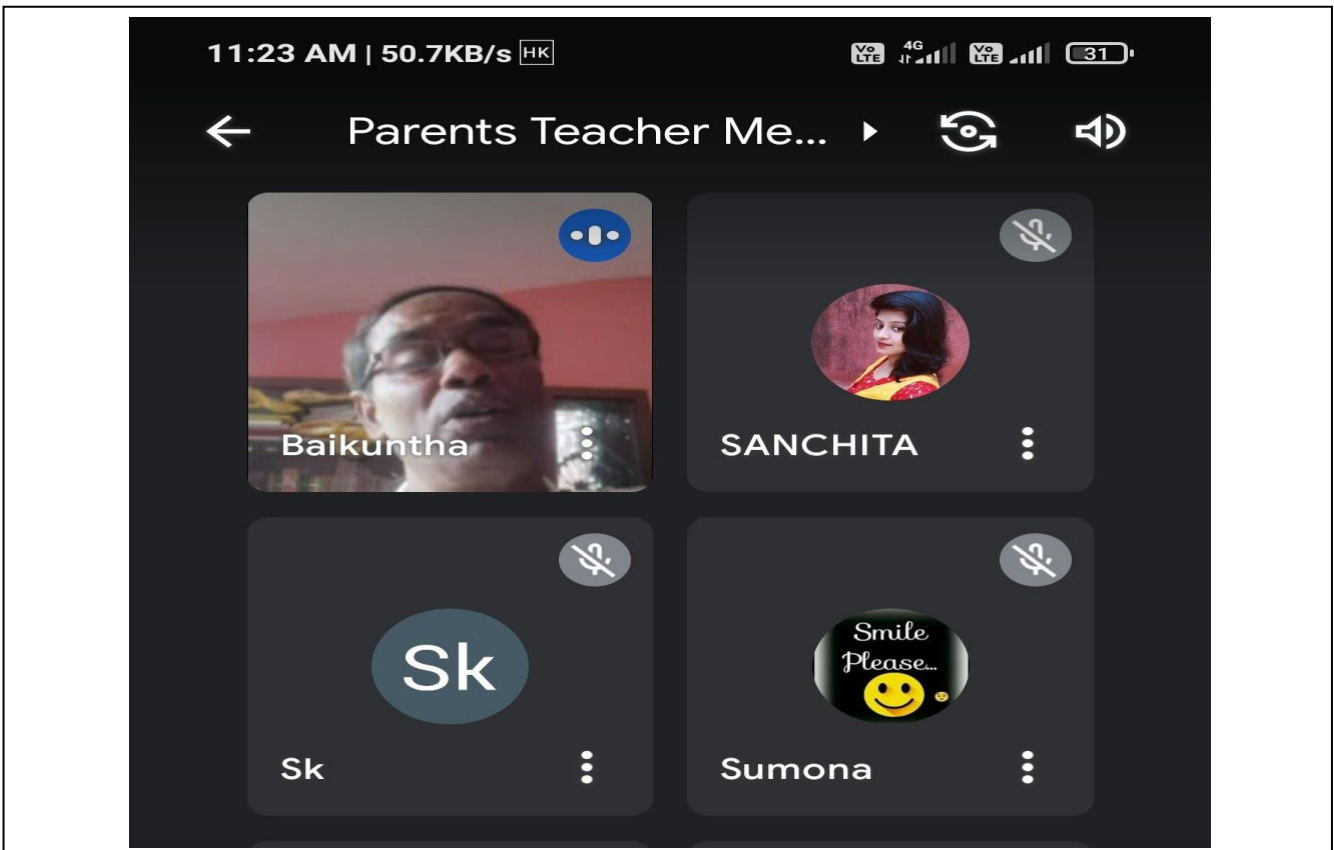 11:23 AM | 50.7KB/s HK Vo LTE 4G Vo LTE 31
Parents Teacher Me...
Baikuntha
SANCHITA
Sk
Smile
Please...
Sk
Sumona